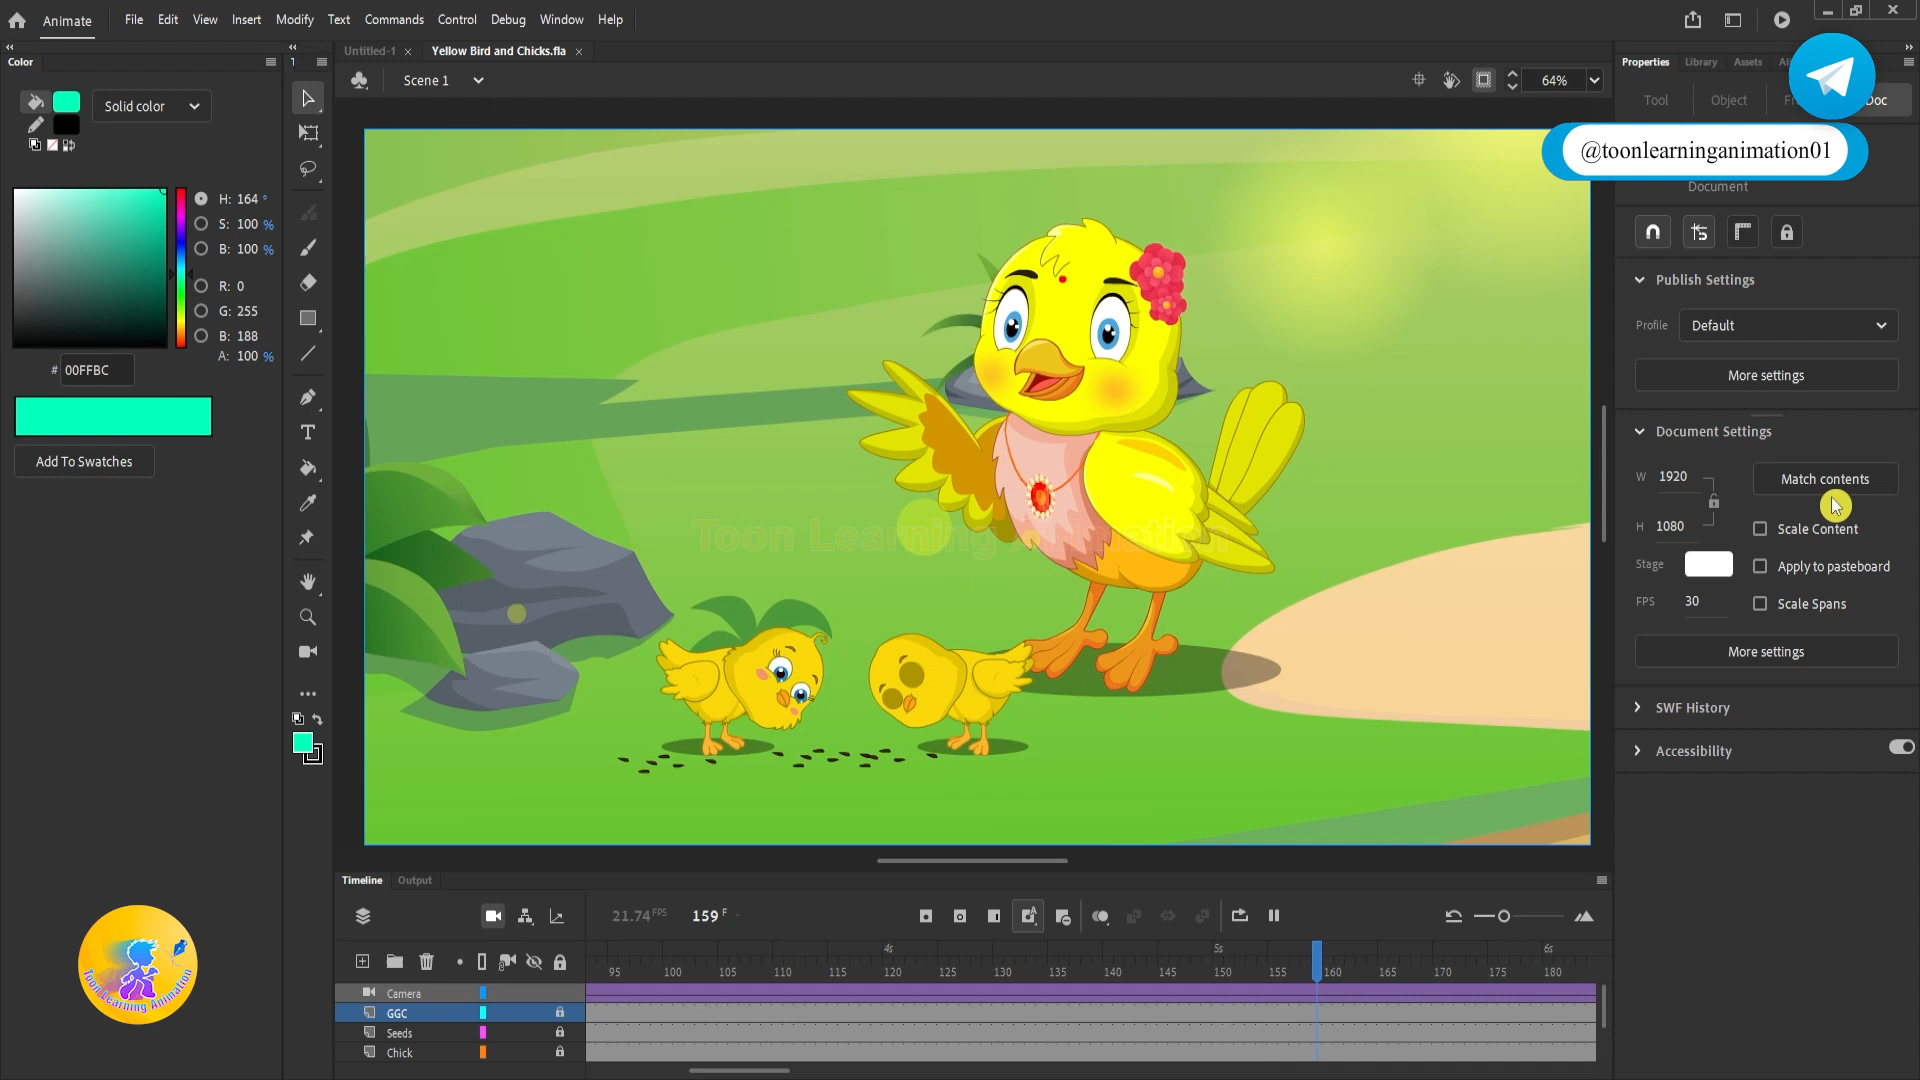 Animate File Edit View Insert Modify Text Commands Control Debug Window Help
Untitled-1 Yellow Bird and Chicks.fla
Scene 1
64%
Color
Solid color
H: 164 °
S: 100 %
B: 100 %
R: 0
G: 255
B: 188
A: 100 %
# 00FFBC
Add To Swatches
T
Properties Library Assets
Tool Object
@toonlearninganimation01
Document
Publish Settings
Profile Default
More settings
Document Settings
W 1920 Match contents
H 1080 Scale Content
Stage Apply to pasteboard
FPS 30 Scale Spans
More settings
SWF History
Accessibility
Toon Learning Animation
Timeline Output
21.74 FPS 159 F
4s 5s 6s
95 100 105 110 115 120 125 130 135 140 145 150 155 160 165 170 175 180
Camera
GGC
Seeds
Chick
Toon Learning Animation